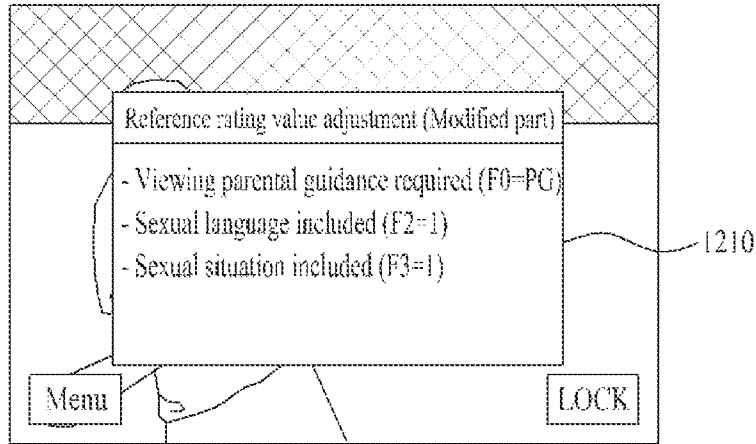 Reference rating value adjustment (Modified part)
- Viewing parental guidance required (F0=PG)
- Sexual language included (F2=1)
- Sexual situation included (F3=1)
1210
Menu
LOCK